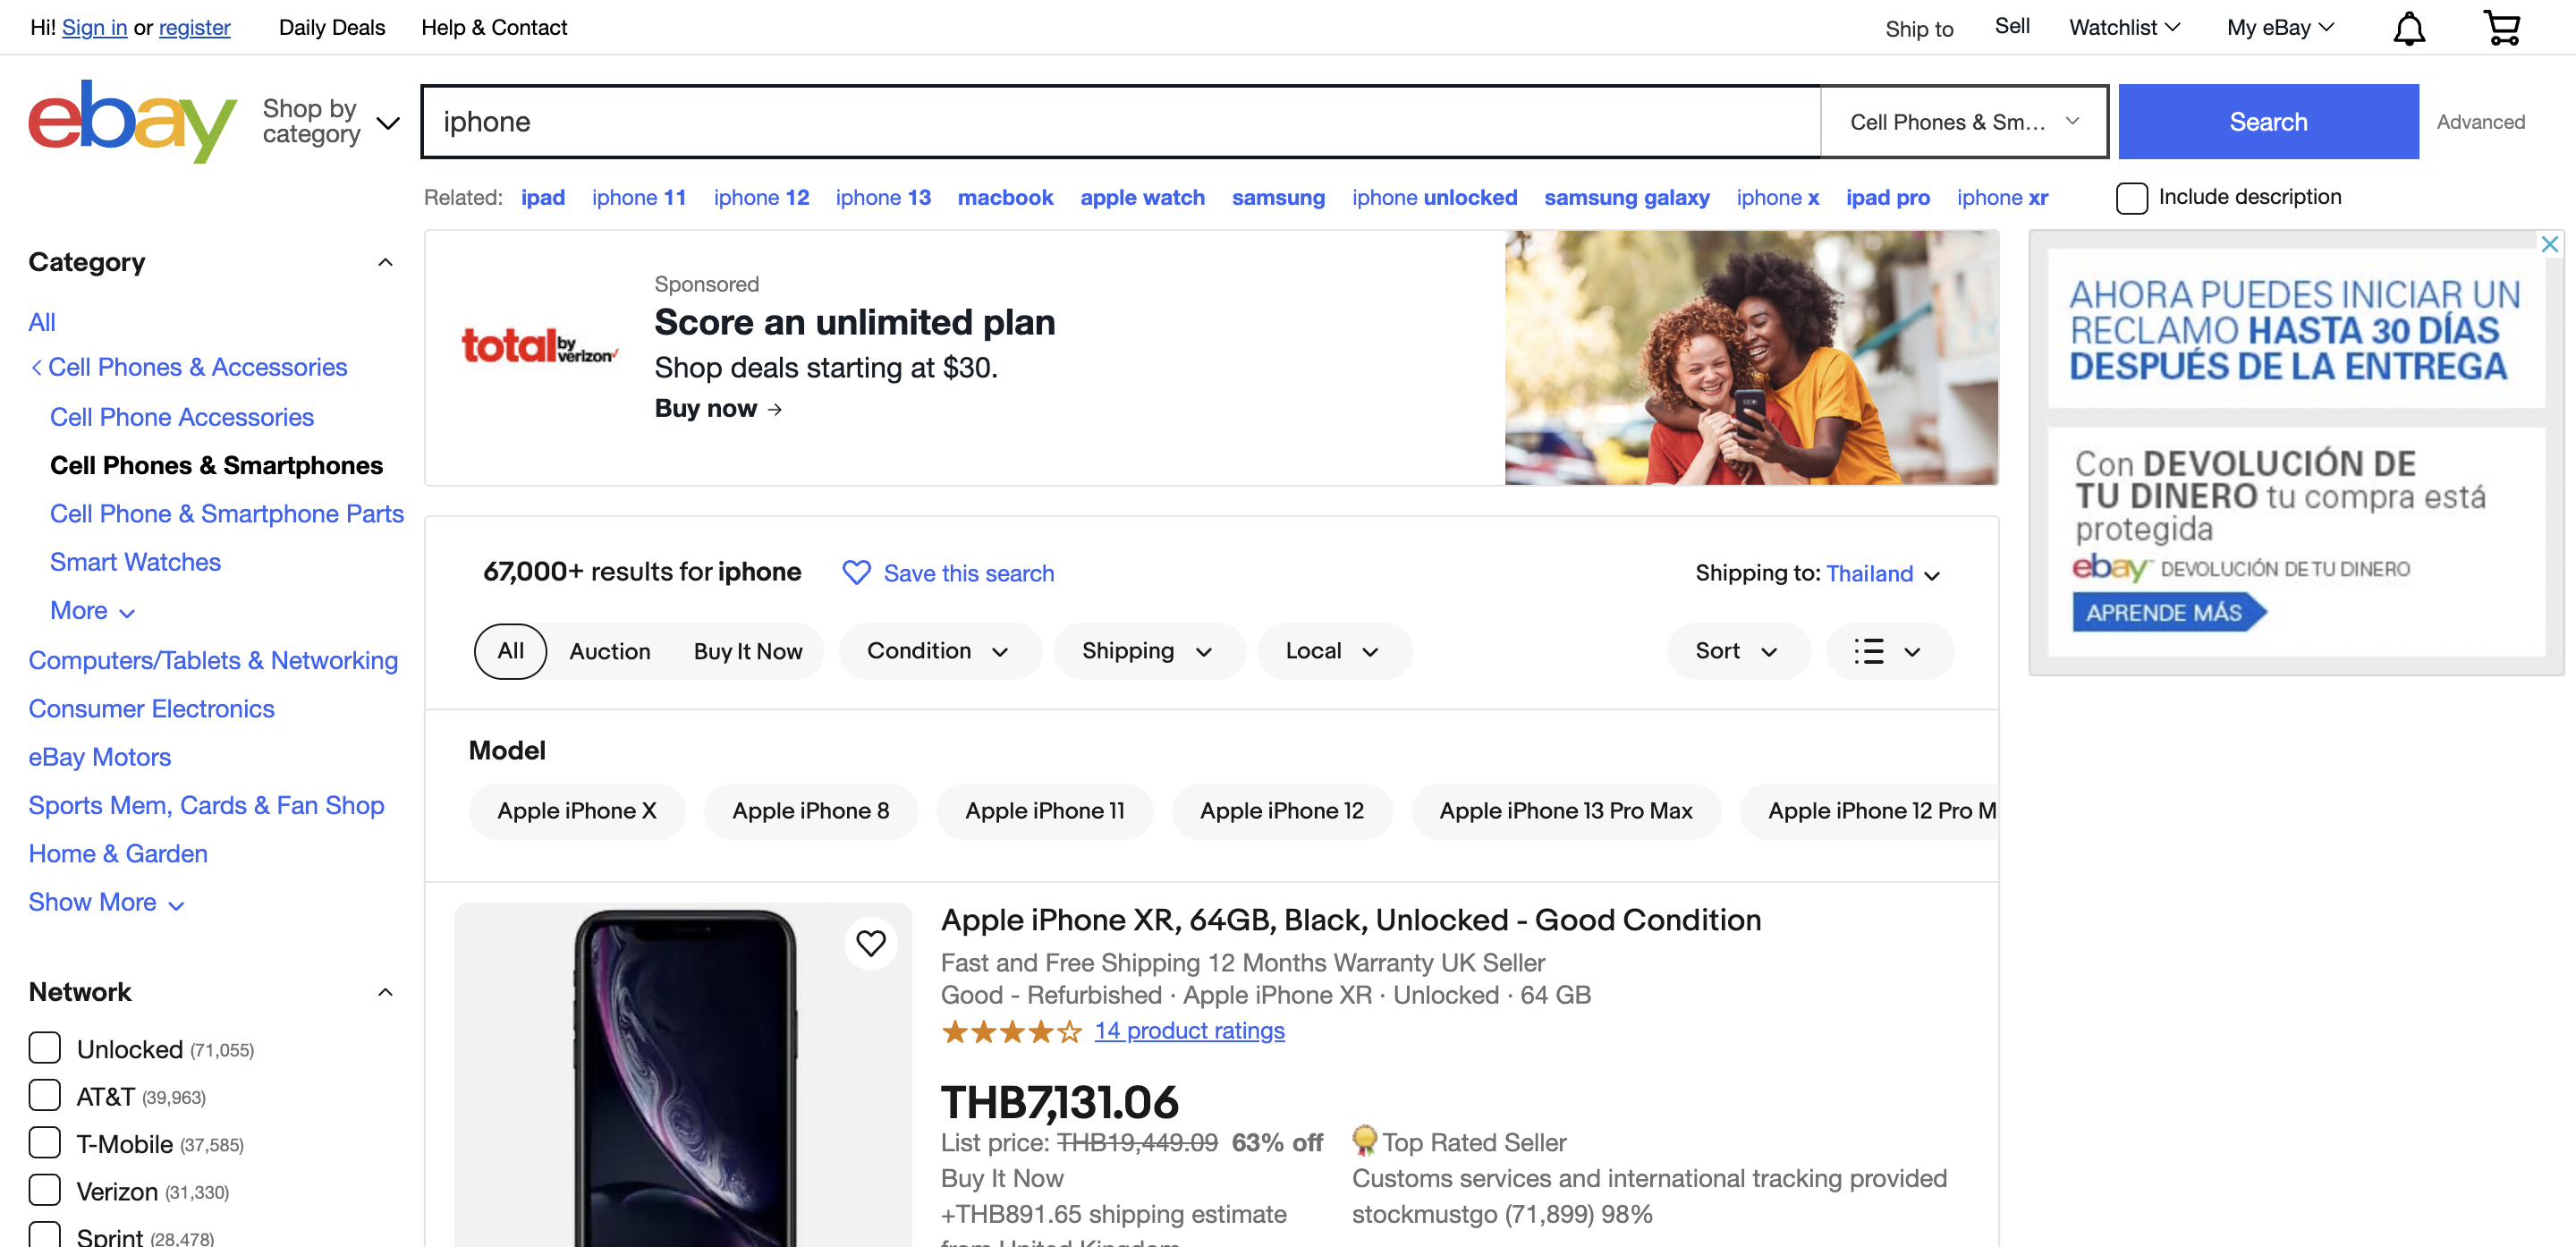 Hi! Sign in or register
Daily Deals
Help & Contact
Ship to
Sell
Watchlist
My eBay
ebay
Shop by
category
iphone
Cell Phones & Sm...
Search
Advanced
Related: ipad iphone 11 iphone 12 iphone 13 macbook apple watch samsung iphone unlocked samsung galaxy iphone x ipad pro iphone xr
Include description
Category
All
Cell Phones & Accessories
Cell Phone Accessories
Cell Phones & Smartphones
Cell Phone & Smartphone Parts
Smart Watches
More
Computers/Tablets & Networking
Consumer Electronics
eBay Motors
Sports Mem, Cards & Fan Shop
Home & Garden
Show More
Network
Unlocked (71,055)
AT&T (39,963)
T-Mobile (37,585)
Verizon (31,330)
Sprint (28,478)
total by verizon
Sponsored
Score an unlimited plan
Shop deals starting at $30.
Buy now →
67,000+ results for iphone
Save this search
Shipping to: Thailand
All
Auction
Buy It Now
Condition
Shipping
Local
Sort
Model
Apple iPhone X
Apple iPhone 8
Apple iPhone 11
Apple iPhone 12
Apple iPhone 13 Pro Max
Apple iPhone 12 Pro M
Apple iPhone XR, 64GB, Black, Unlocked - Good Condition
Fast and Free Shipping 12 Months Warranty UK Seller
Good - Refurbished · Apple iPhone XR · Unlocked · 64 GB
14 product ratings
THB7,131.06
List price: THB19,449.09 63% off
Buy It Now
+THB891.65 shipping estimate
from United Kingdom
Top Rated Seller
Customs services and international tracking provided
stockmustgo (71,899) 98%
AHORA PUEDES INICIAR UN
RECLAMO HASTA 30 DÍAS
DESPUÉS DE LA ENTREGA
Con DEVOLUCIÓN DE
TU DINERO tu compra está
protegida
ebay DEVOLUCIÓN DE TU DINERO
APRENDE MÁS